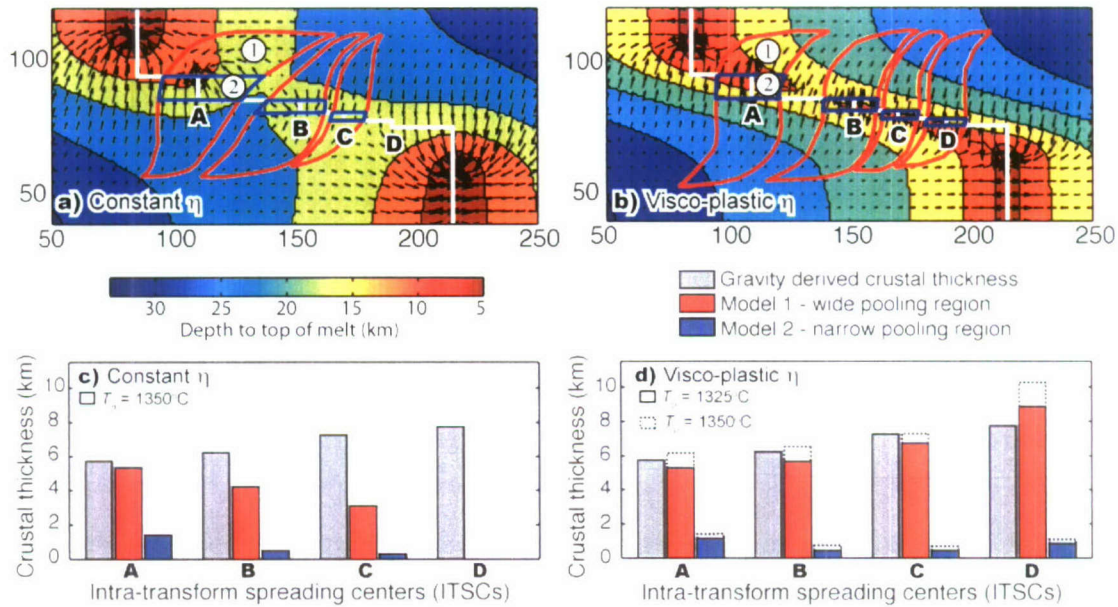 100
50
1
2
A
B
C
D
a) Constant η
50 100 150 200 250
100
50
1
2
A
B
C
D
b) Visco-plastic η
50 100 150 200 250
30 25 20 15 10 5
Depth to top of melt (km)
Gravity derived crustal thickness
Model 1 - wide pooling region
Model 2 - narrow pooling region
c) Constant η
= 1350°C
Crustal thickness (km)
10
8
6
4
2
0
A B C D
Intra-transform spreading centers (ITSCs)
d) Visco-plastic η
= 1325°C
= 1350°C
Crustal thickness (km)
10
8
6
4
2
0
A B C D
Intra-transform spreading centers (ITSCs)